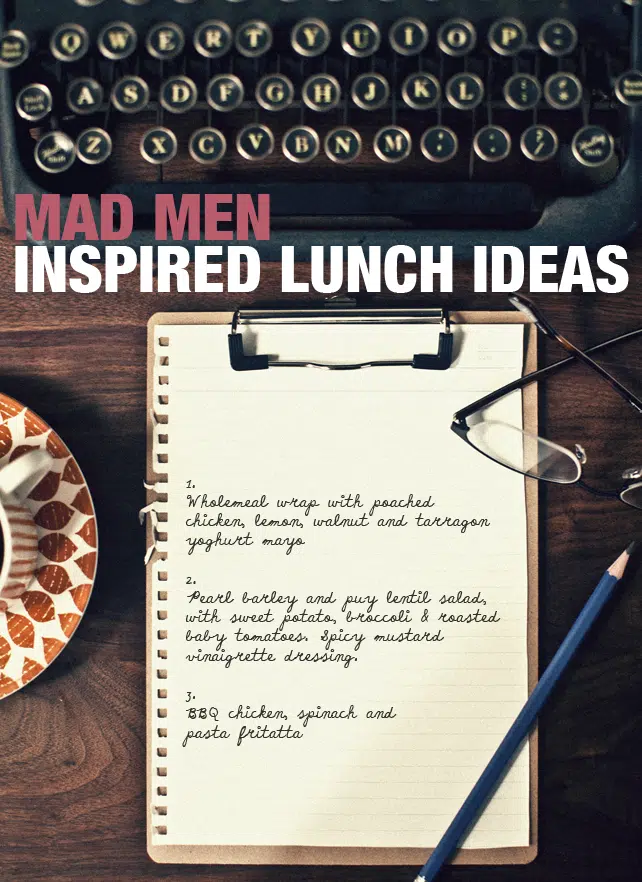 Q W E R T Y U I O P
A S D F G H J K L
Z X C V B N M
MAD MEN
INSPIRED LUNCH IDEAS
1.
Wholemeal wrap with poached
chicken, lemon, walnut and tarragon
yoghurt mayo
2.
Pearl barley and puy lentil salad,
with sweet potato, broccoli & roasted
baby tomatoes. Spicy mustard
vinaigrette dressing.
3.
BBQ chicken, spinach and
pasta fritatta